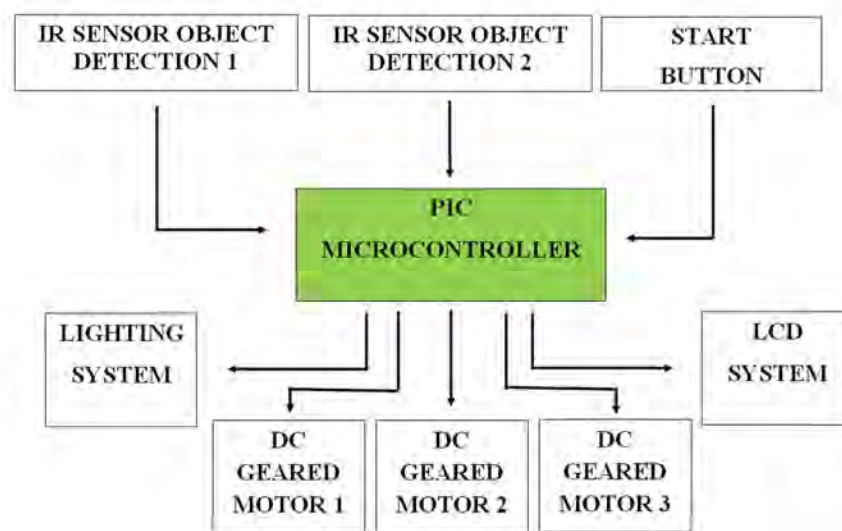 IR SENSOR OBJECT
DETECTION 1
IR SENSOR OBJECT
DETECTION 2
START
BUTTON
PIC
MICROCONTROLLER
LIGHTING
SYSTEM
LCD
SYSTEM
DC
GEARED
MOTOR 1
DC
GEARED
MOTOR 2
DC
GEARED
MOTOR 3